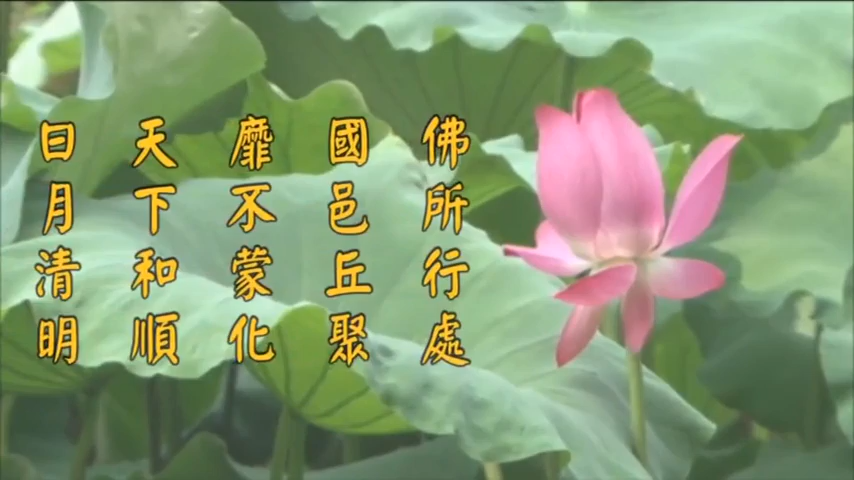 佛所行處
國邑丘聚
靡不蒙化
天下和順
日月清明